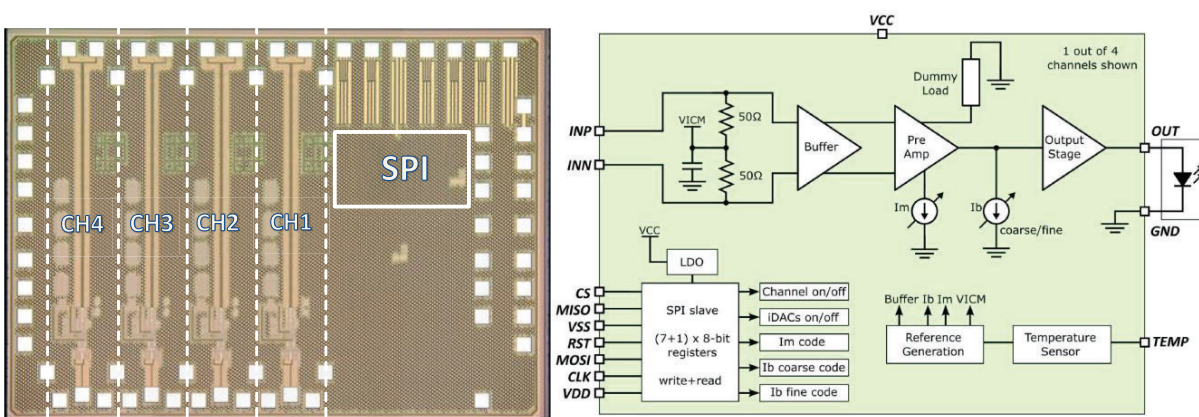 SPI
CH4
CH3
CH2
CH1
VCC
1 out of 4
channels shown
Dummy
Load
INP
INN
VICM
50Ω
50Ω
Buffer
Pre
Amp
Output
Stage
OUT
GND
Im
Ib
coarse/fine
VCC
LDO
CS
MISO
VSS
RST
MOSI
CLK
VDD
SPI slave
(7+1) x 8-bit
registers
write+read
Channel on/off
iDACs on/off
Im code
Ib coarse code
Ib fine code
Buffer Ib Im VICM
Reference
Generation
Temperature
Sensor
TEMP